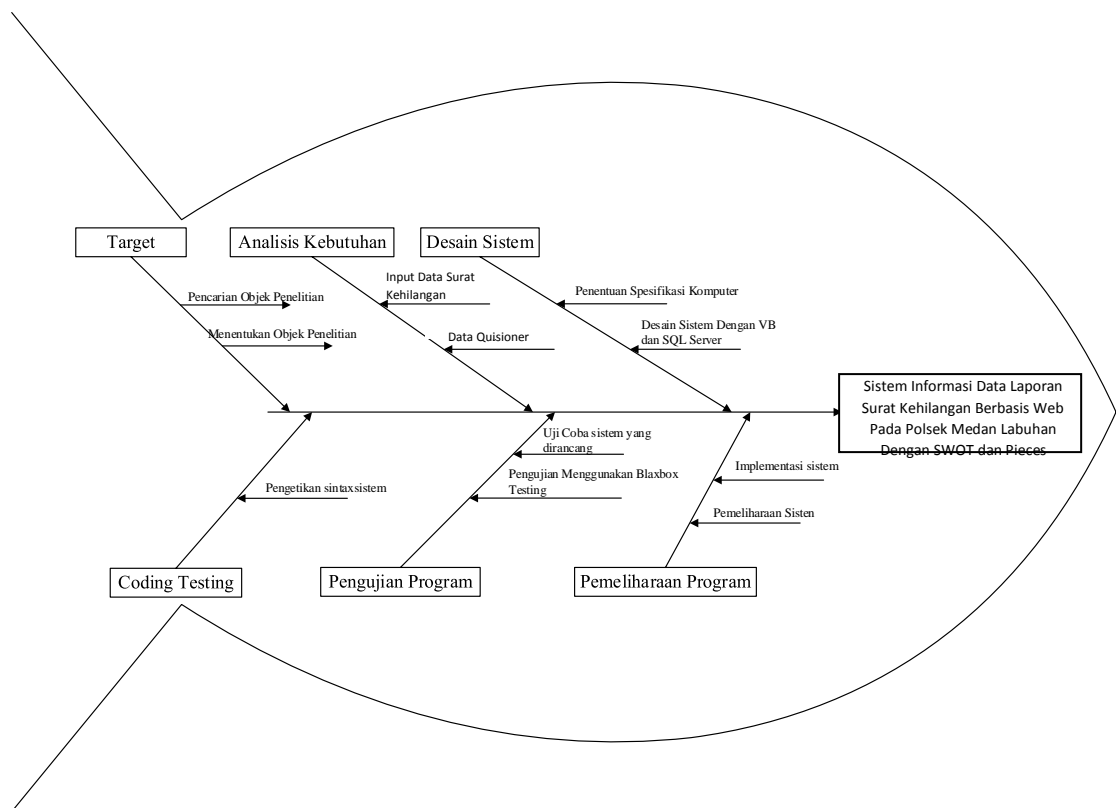 Target
Analisis Kebutuhan
Desain Sistem
Pencarian Objek Penelitian
Menentukan Objek Penelitian
Input Data Surat
Kehilangan
Data Quisioner
Penentuan Spesifikasi Komputer
Desain Sistem Dengan VB
dan SQL Server
Sistem Informasi Data Laporan
Surat Kehilangan Berbasis Web
Pada Polsek Medan Labuhan
Dengan SWOT dan Pieces
Pengetikan sintaxsistem
Uji Coba sistem yang
dirancang
Pengujian Menggunakan Blaxbox
Testing
Implementasi sistem
Pemeliharaan Sisten
Coding Testing
Pengujian Program
Pemeliharaan Program